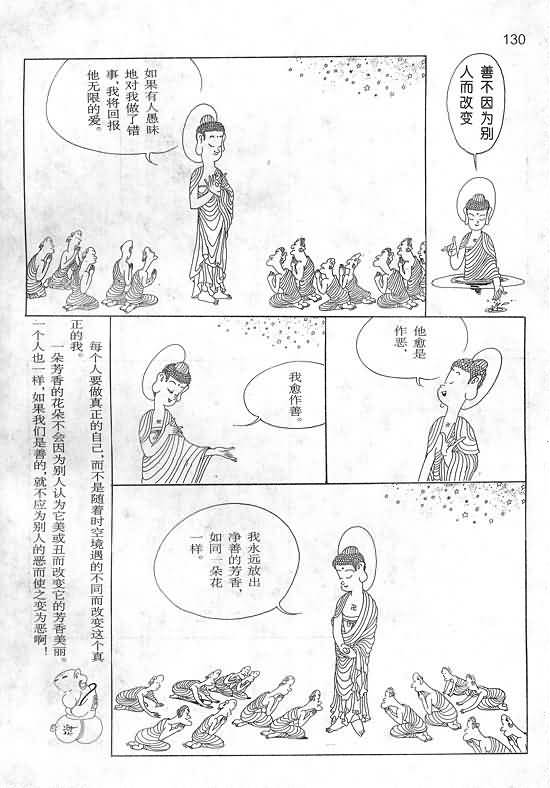 130
善不因为别
人而改变
如果有人愚昧
地对我做了错
事，我将回报
他无限的爱。
他愈是
作恶，
我愈作善。
我永远放出
净善的芳香，
如同一朵花
一样。
每个人要做真正的自己，而不是随着时空境遇的不同而改变这个真
正的我。
一朵芳香的花朵不会因为别人认为它美或丑而改变它的芳香美丽。
一个人也一样，如果我们是善的，就不应为别人的恶而使之变为恶啊！